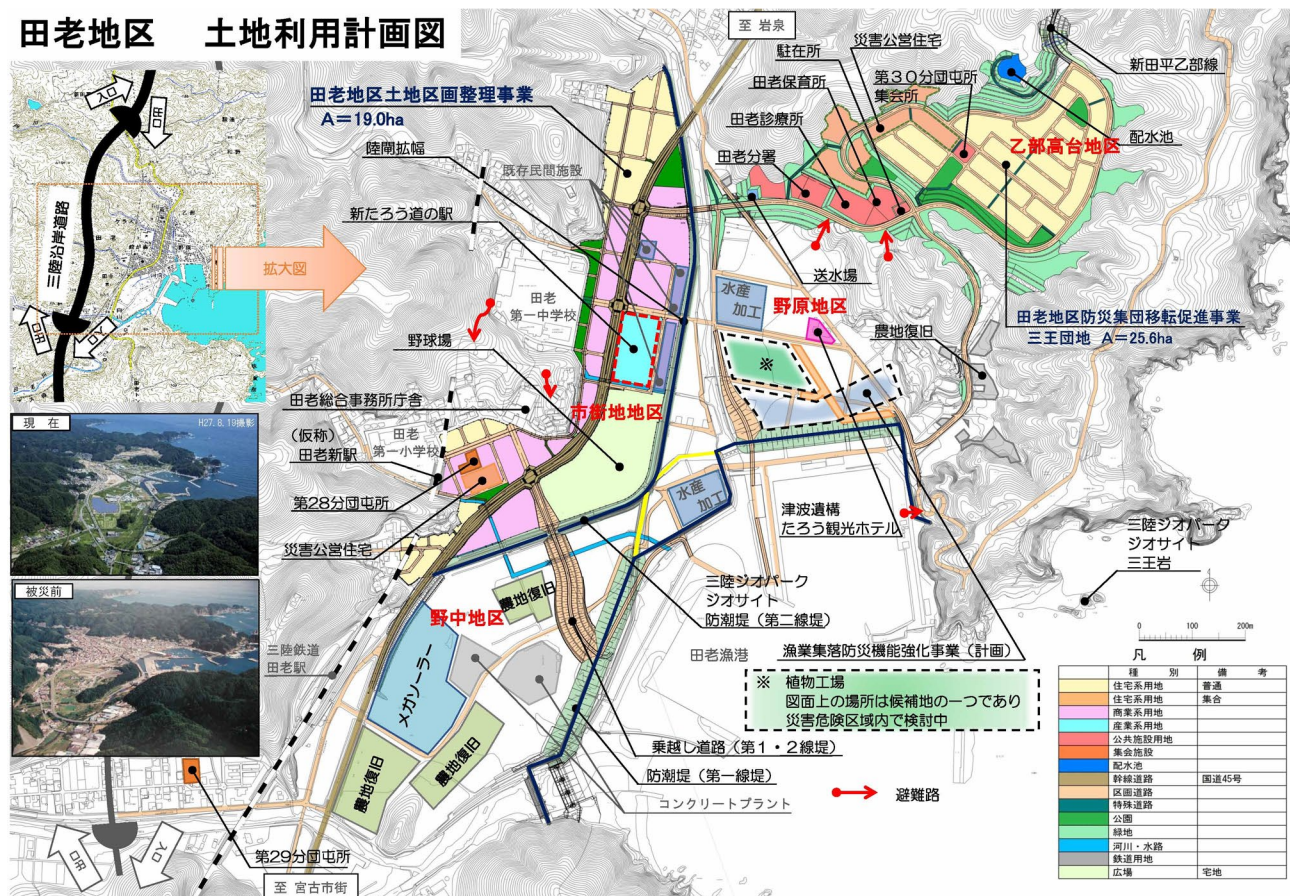 田老地区 土地利用計画図
至 岩泉
災害公営住宅
駐在所
田老保育所
第30分団屯所
集会所
新田平乙部線
田老地区土地区画整理事業
A=19.0ha
田老診療所
配水池
乙部高台地区
陸閘拡幅
既存民間施設
田老分署
新たろう道の駅
三陸沿岸道路
入口
出口
出口
入口
拡大図
送水場
水産
加工
野原地区
田老
第一中学校
農地復旧
田老地区防災集団移転促進事業
三王団地 A=25.6ha
野球場
※
市街地地区
田老総合事務所庁舎
現 在
H27.8.19撮影
(仮称)
田老新駅
田老
第一小学校
水産
加工
第28分団屯所
津波遺構
たろう観光ホテル
三陸ジオパーク
ジオサイト
三王岩
災害公営住宅
三陸ジオパーク
ジオサイト
防潮堤(第二線堤)
被災前
農地復旧
野中地区
0 100 200m
三陸鉄道
田老駅
メガソーラー
田老漁港
漁業集落防災機能強化事業(計画)
※ 植物工場
図面上の場所は候補地の一つであり
災害危険区域内で検討中
農地復旧
農地復旧
乗越し道路(第1・2線堤)
防潮堤(第一線堤)
コンクリートプラント
避難路
第29分団屯所
出口
入口
至 宮古市街
凡 例
種 別 備 考
住宅系用地 普通
住宅系用地 集合
商業系用地
産業系用地
公共施設用地
集会施設
配水池
幹線道路 国道45号
区画道路
特殊道路
公園
緑地
河川・水路
鉄道用地
広場 宅地